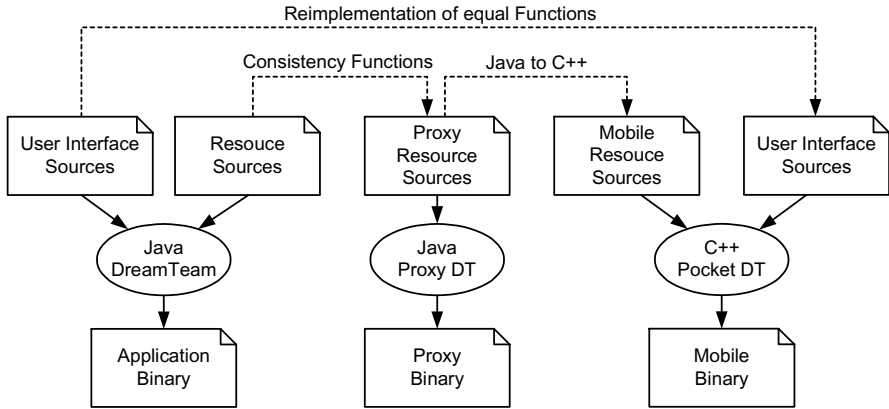 Reimplementation of equal Functions
Consistency Functions
Java to C++
User Interface
Sources
Resouce
Sources
Proxy
Resource
Sources
Mobile
Resouce
Sources
User Interface
Sources
Java
DreamTeam
Java
Proxy DT
C++
Pocket DT
Application
Binary
Proxy
Binary
Mobile
Binary